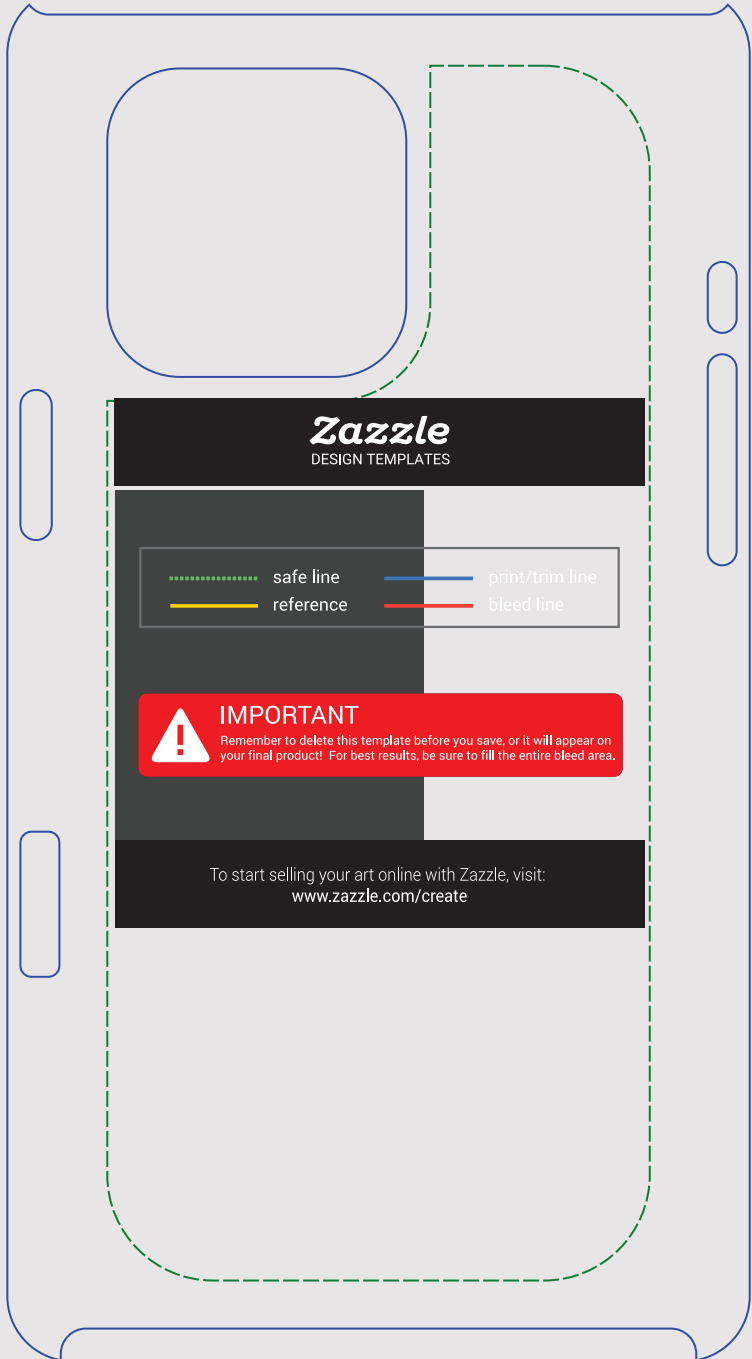 Zazzle
DESIGN TEMPLATES
safe line
print/trim line
reference
bleed line
IMPORTANT
Remember to delete this template before you save, or it will appear on
your final product!  For best results, be sure to fill the entire bleed area.
To start selling your art online with Zazzle, visit:
www.zazzle.com/create